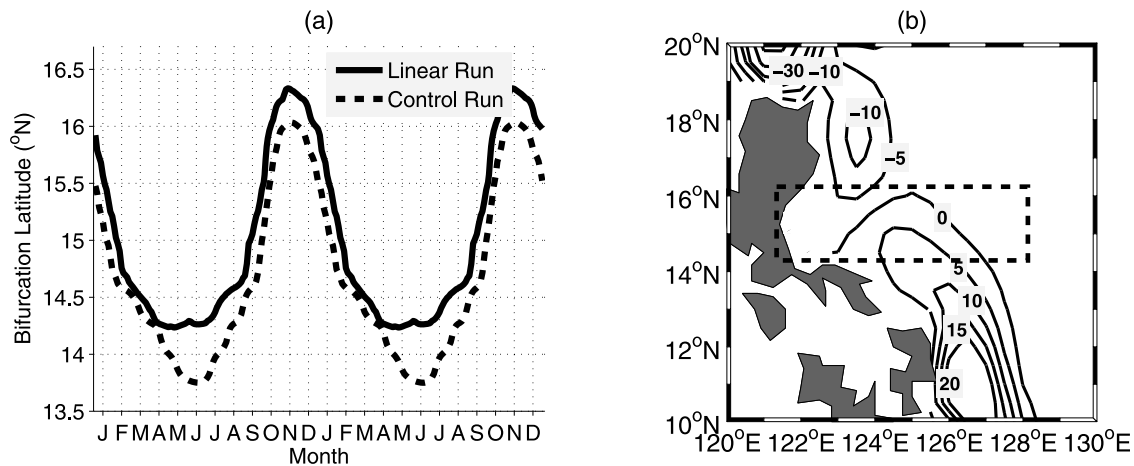 (a)
Bifurcation Latitude (°N)
16.5
16
15.5
15
14.5
14
13.5
Linear Run
Control Run
J F M A M J J A S O N D J F M A M J J A S O N D
Month
(b)
20°N
18°N
16°N
14°N
12°N
10°N
−30 −10
−10
−5
0
5
10
15
20
120°E 122°E 124°E 126°E 128°E 130°E